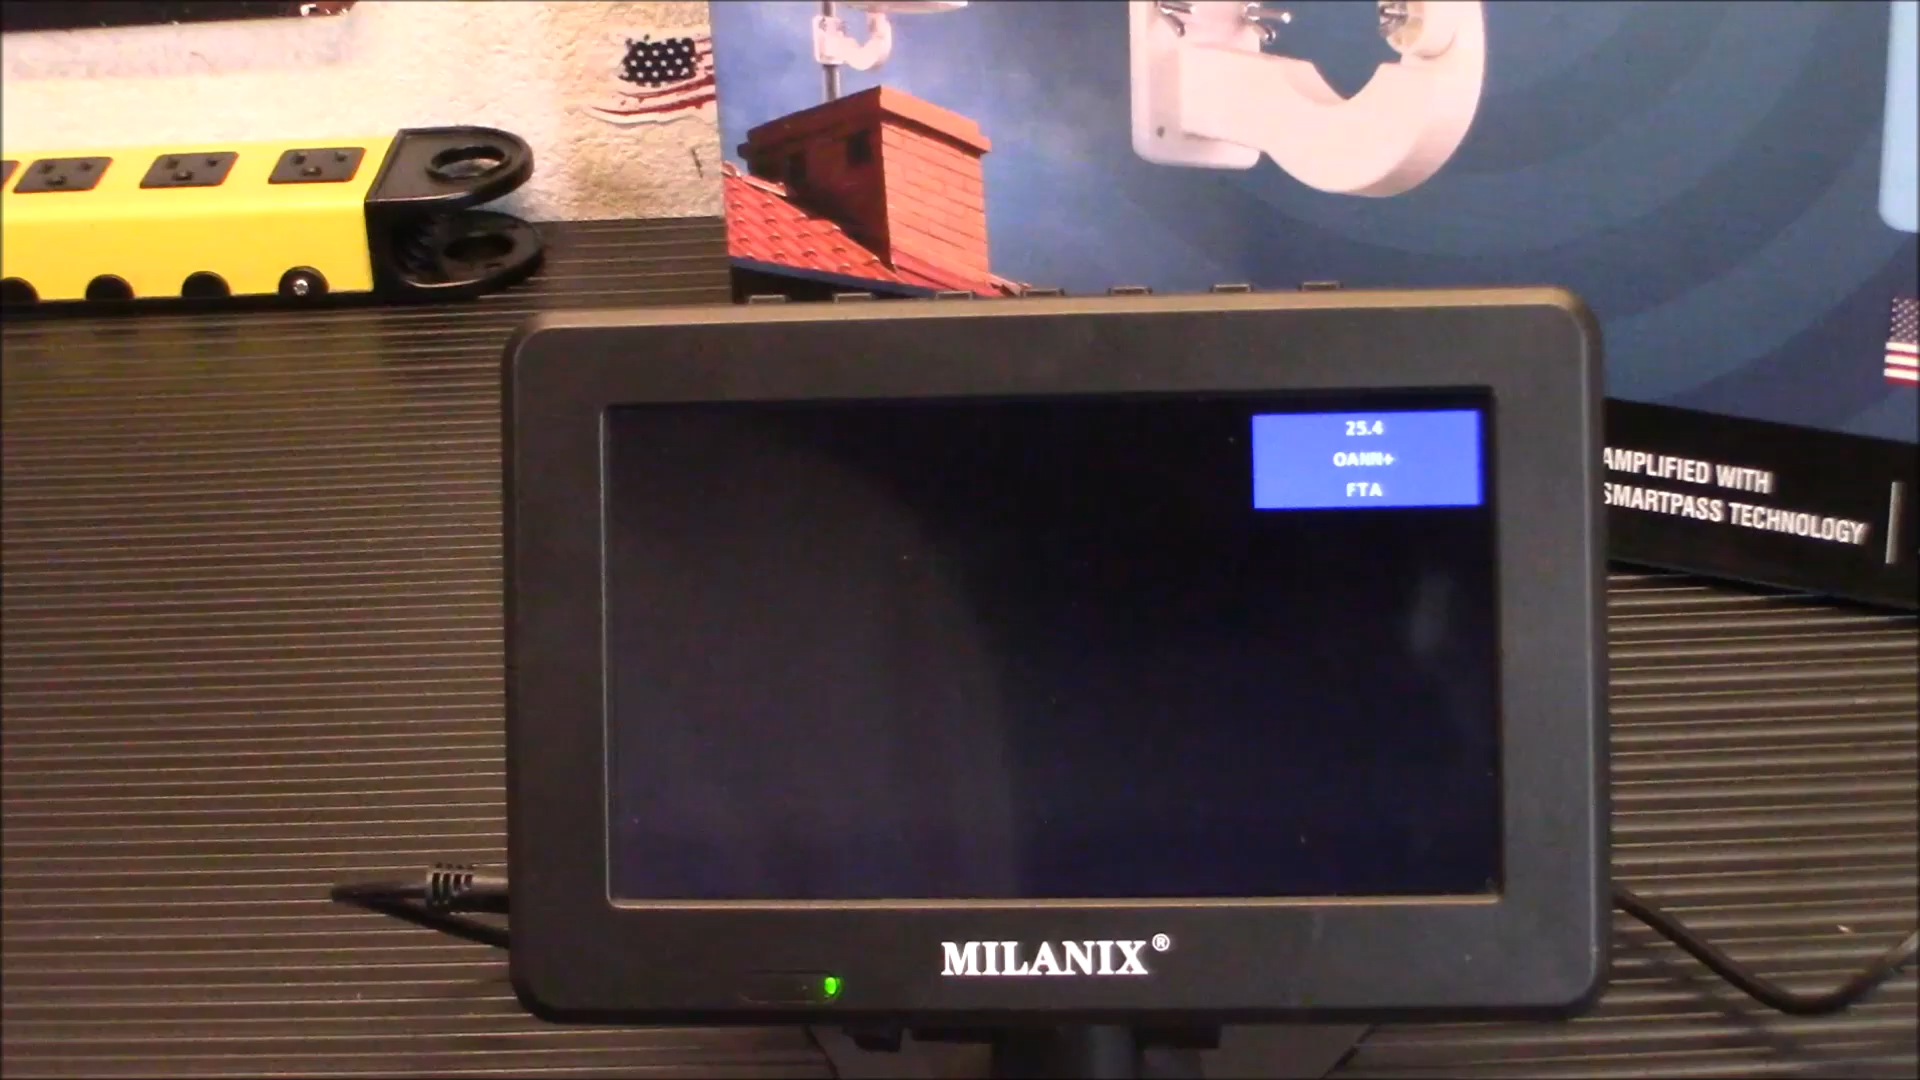 25.4
OANN+
FTA
AMPLIFIED WITH
SMARTPASS TECHNOLOGY
MILANIX®